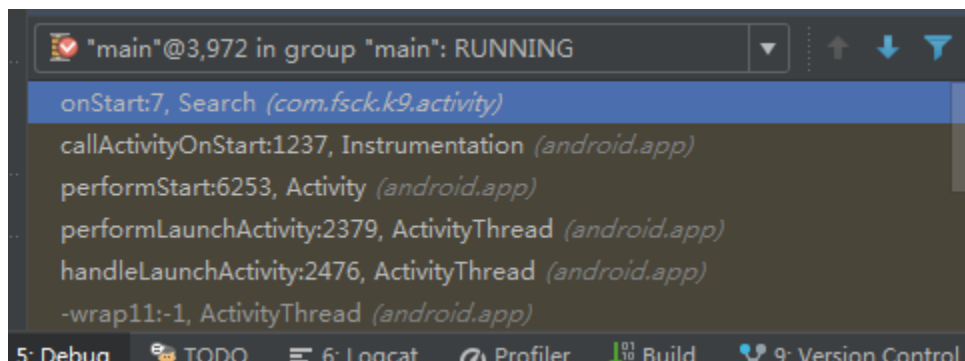 "main"@3,972 in group "main": RUNNING
onStart:7, Search (com.fsck.k9.activity)
callActivityOnStart:1237, Instrumentation (android.app)
performStart:6253, Activity (android.app)
performLaunchActivity:2379, ActivityThread (android.app)
handleLaunchActivity:2476, ActivityThread (android.app)
-wrap11:-1, ActivityThread (android.app)
5: Debug TODO 6: Logcat Profiler Build 9: Version Control